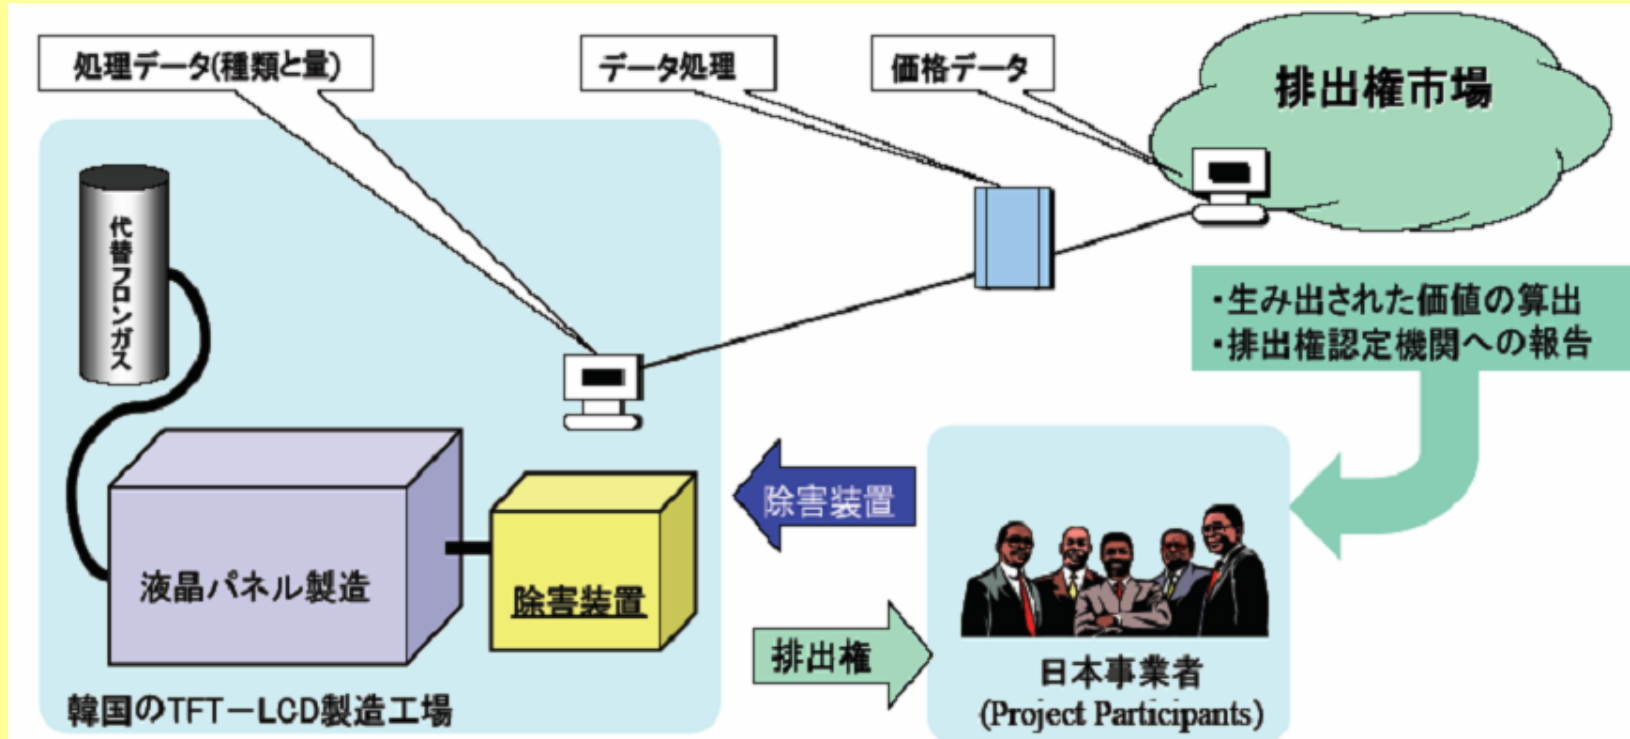 処理データ(種類と量)
データ処理
価格データ
排出権市場
代替フロンガス
・生み出された価値の算出
・排出権認定機関への報告
除害装置
液晶パネル製造
除害装置
排出権
日本事業者
(Project Participants)
韓国のTFT－LCD製造工場